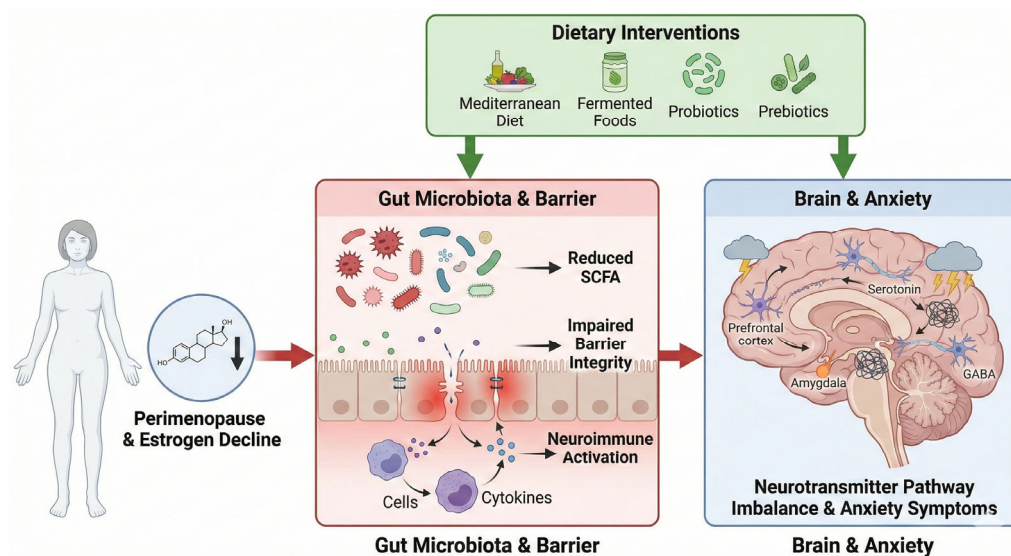 Dietary Interventions
Mediterranean
Diet
Fermented
Foods
Probiotics
Prebiotics
Gut Microbiota & Barrier
Reduced
SCFA
Impaired
Barrier
Integrity
Neuroimmune
Activation
Cells
Cytokines
Gut Microbiota & Barrier
OH
HO
Perimenopause
& Estrogen Decline
Brain & Anxiety
Serotonin
Prefrontal
cortex
Amygdala
GABA
Neurotransmitter Pathway
Imbalance & Anxiety Symptoms
Brain & Anxiety